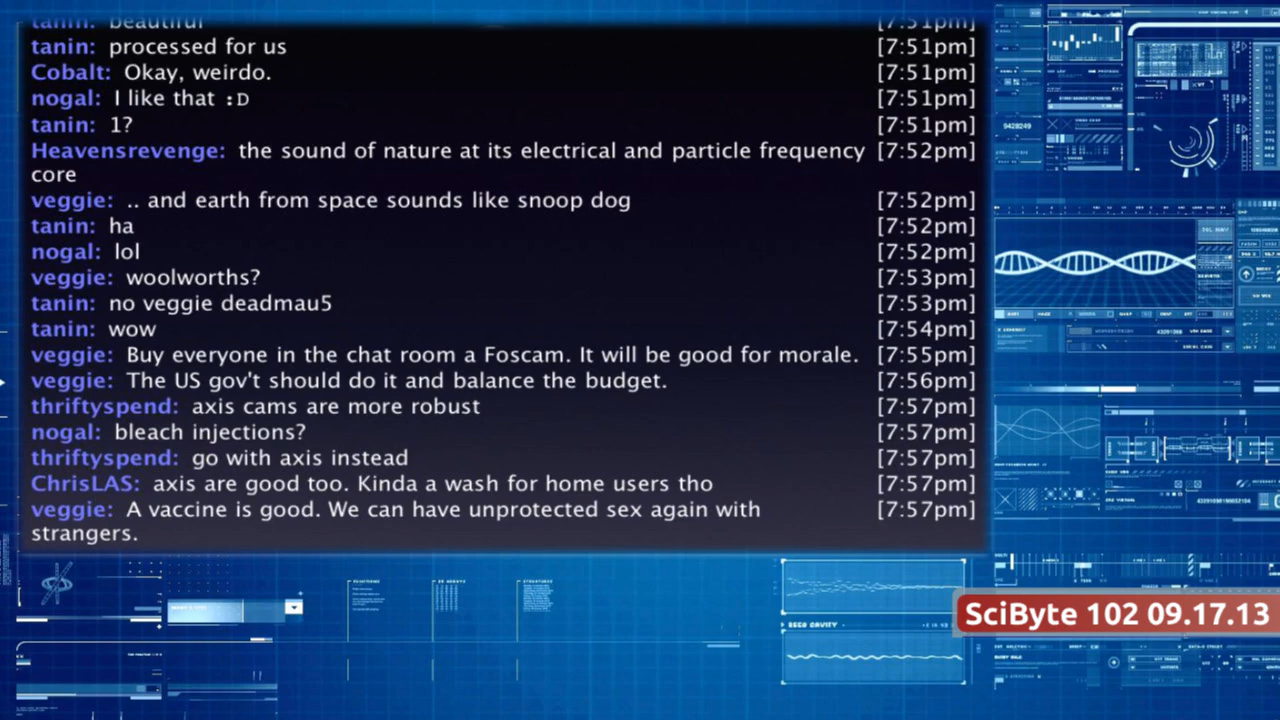 tanin: beautiful [7:51pm]
tanin: processed for us [7:51pm]
Cobalt: Okay, weirdo. [7:51pm]
nogal: I like that :D [7:51pm]
tanin: 1? [7:51pm]
Heavensrevenge: the sound of nature at its electrical and particle frequency [7:52pm]
core
veggie: .. and earth from space sounds like snoop dog [7:52pm]
tanin: ha [7:52pm]
nogal: lol [7:52pm]
veggie: woolworths? [7:53pm]
tanin: no veggie deadmau5 [7:53pm]
tanin: wow [7:54pm]
veggie: Buy everyone in the chat room a Foscam. It will be good for morale. [7:55pm]
veggie: The US gov't should do it and balance the budget. [7:56pm]
thriftyspend: axis cams are more robust [7:57pm]
nogal: bleach injections? [7:57pm]
thriftyspend: go with axis instead [7:57pm]
ChrisLAS: axis are good too. Kinda a wash for home users tho [7:57pm]
veggie: A vaccine is good. We can have unprotected sex again with [7:57pm]
strangers.
SciByte 102 09.17.13
9428249